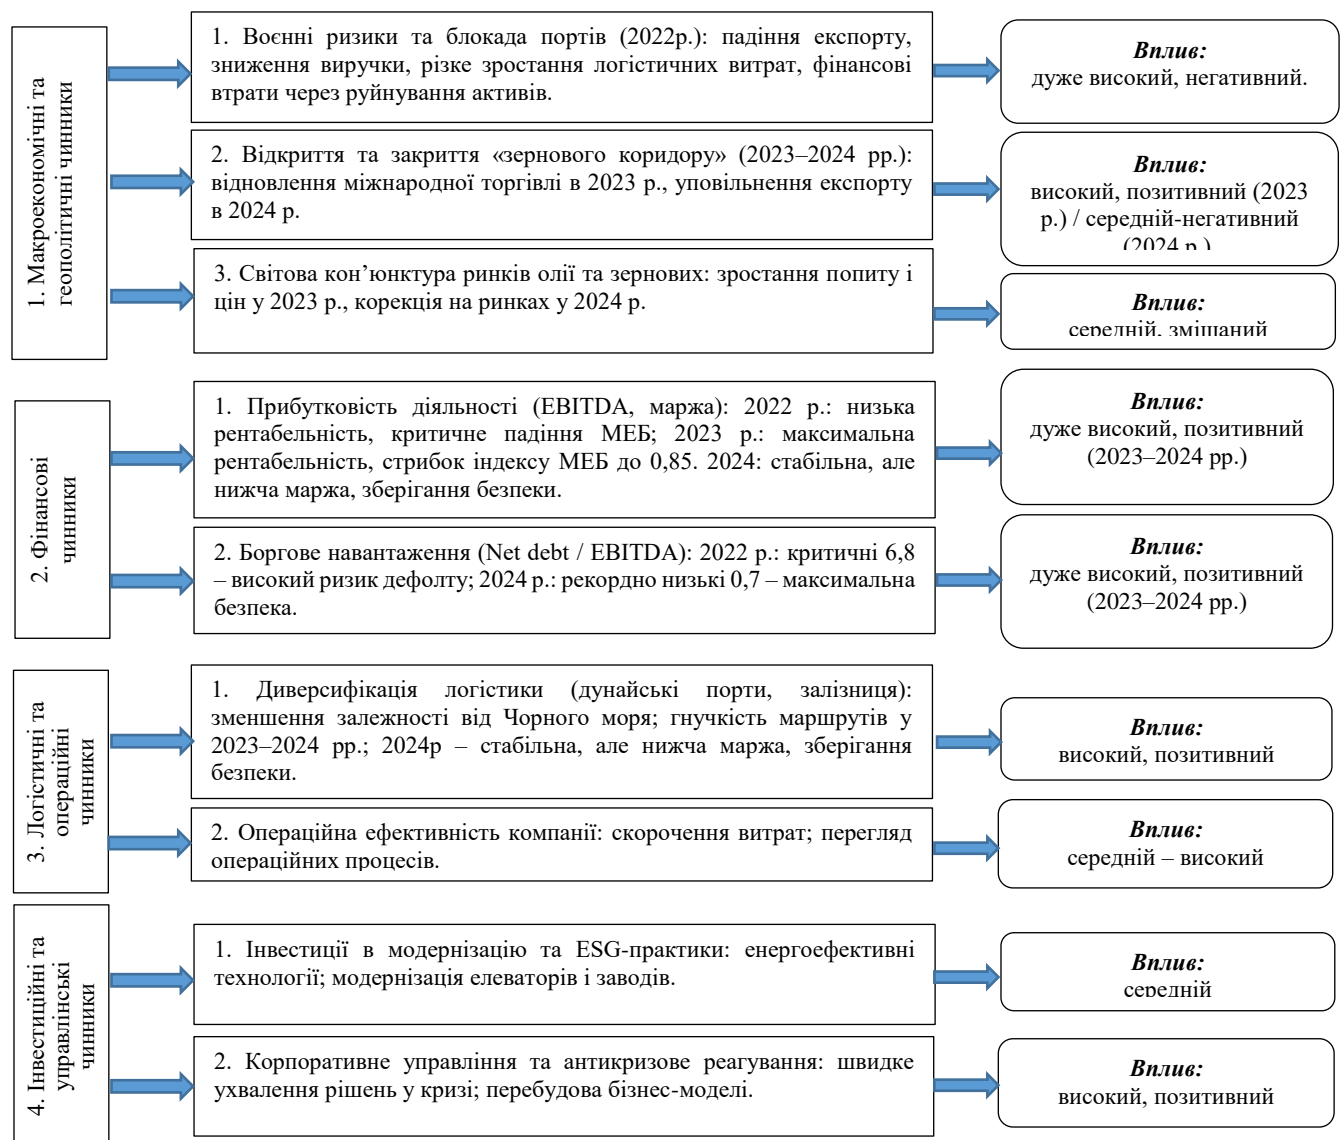 1. Макроекономічні та
геополітичні чинники
1. Воєнні ризики та блокада портів (2022р.): падіння експорту,
зниження виручки, різке зростання логістичних витрат, фінансові
втрати через руйнування активів.
Вплив:
дуже високий, негативний.
2. Відкриття та закриття «зернового коридору» (2023–2024 рр.):
відновлення міжнародної торгівлі в 2023 р., уповільнення експорту
в 2024 р.
Вплив:
високий, позитивний (2023
р.) / середній-негативний
(2024 р.)
3. Світова кон’юнктура ринків олії та зернових: зростання попиту і
цін у 2023 р., корекція на ринках у 2024 р.
Вплив:
середній, змішаний
2. Фінансові
чинники
1. Прибутковість діяльності (EBITDA, маржа): 2022 р.: низька
рентабельність, критичне падіння МЕБ; 2023 р.: максимальна
рентабельність, стрибок індексу МЕБ до 0,85. 2024: стабільна, але
нижча маржа, зберігання безпеки.
Вплив:
дуже високий, позитивний
(2023–2024 рр.)
2. Боргове навантаження (Net debt / EBITDA): 2022 р.: критичні 6,8
– високий ризик дефолту; 2024 р.: рекордно низькі 0,7 – максимальна
безпека.
Вплив:
дуже високий, позитивний
(2023–2024 рр.)
3. Логістичні та
операційні
чинники
1. Диверсифікація логістики (дунайські порти, залізниця):
зменшення залежності від Чорного моря; гнучкість маршрутів у
2023–2024 рр.; 2024р – стабільна, але нижча маржа, зберігання
безпеки.
Вплив:
високий, позитивний
2. Операційна ефективність компанії: скорочення витрат; перегляд
операційних процесів.
Вплив:
середній – високий
4. Інвестиційні та
управлінські
чинники
1. Інвестиції в модернізацію та ESG-практики: енергоефективні
технології; модернізація елеваторів і заводів.
Вплив:
середній
2. Корпоративне управління та антикризове реагування: швидке
ухвалення рішень у кризі; перебудова бізнес-моделі.
Вплив:
високий, позитивний